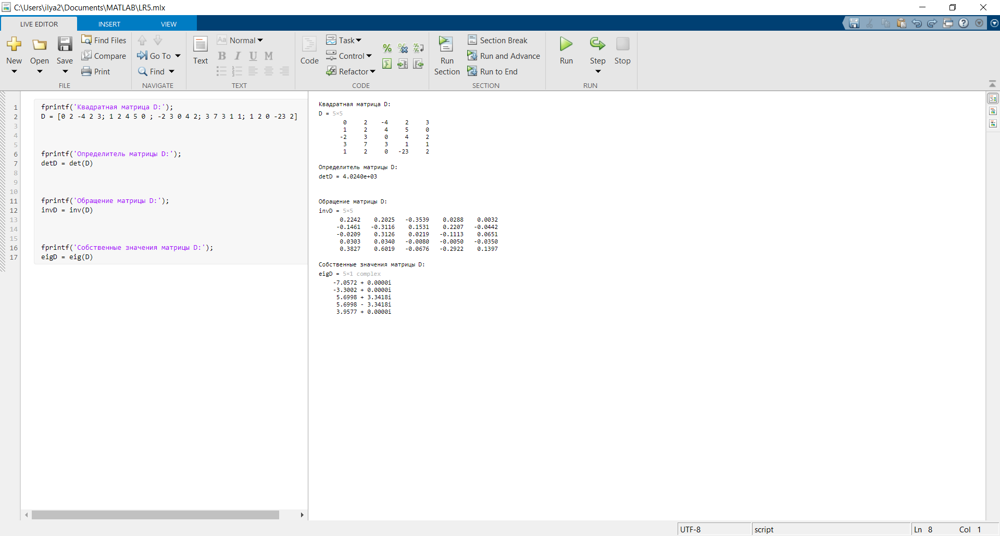 C:\Users\ilya2\Documents\MATLAB\LR5.mlx
LIVE EDITOR INSERT VIEW
New Open Save Find Files Compare Print
FILE
Go To Find
NAVIGATE
Text Aa Normal
B I U M
TEXT
Code Task Control Refactor
CODE
Run Section Section Break Run and Advance Run to End
SECTION
Run Step Stop
RUN
1 fprintf('Квадратная матрица D:');
2 D = [0 2 -4 2 3; 1 2 4 5 0 ; -2 3 0 4 2; 3 7 3 1 1; 1 2 0 -23 2]
3
4
5
6 fprintf('Определитель матрицы D:');
7 detD = det(D)
8
9
10
11 fprintf('Обращение матрицы D:');
12 invD = inv(D)
13
14
15
16 fprintf('Собственные значения матрицы D:');
17 eigD = eig(D)
Квадратная матрица D:
D = 5×5
0 2 -4 2 3
1 2 4 5 0
-2 3 0 4 2
3 7 3 1 1
1 2 0 -23 2
Определитель матрицы D:
detD = 4.0240e+03
Обращение матрицы D:
invD = 5×5
0.2242 0.2025 -0.3539 0.0288 0.0032
-0.1461 -0.3116 0.1531 0.2207 -0.0442
-0.0209 0.3126 0.0219 -0.1113 0.0651
0.0303 0.0340 -0.0080 -0.0050 -0.0350
0.3827 0.6019 -0.0676 -0.2922 0.1397
Собственные значения матрицы D:
eigD = 5×1 complex
-7.0572 + 0.0000i
-3.3002 + 0.0000i
5.6998 + 3.3418i
5.6998 - 3.3418i
3.9577 + 0.0000i
UTF-8 script Ln 8 Col 1